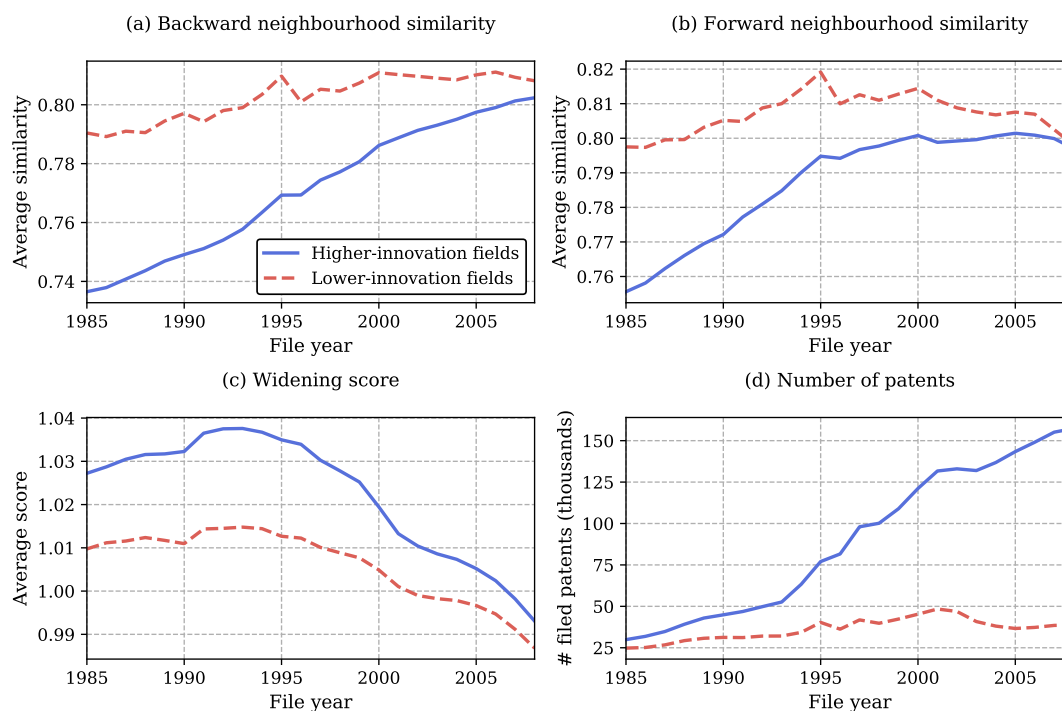 (a) Backward neighbourhood similarity
Average similarity
0.80
0.78
0.76
0.74
Higher-innovation fields
Lower-innovation fields
1985 1990 1995 2000 2005
File year
(b) Forward neighbourhood similarity
Average similarity
0.82
0.81
0.80
0.79
0.78
0.77
0.76
1985 1990 1995 2000 2005
File year
(c) Widening score
Average score
1.04
1.03
1.02
1.01
1.00
0.99
1985 1990 1995 2000 2005
File year
(d) Number of patents
# filed patents (thousands)
150
125
100
75
50
25
1985 1990 1995 2000 2005
File year